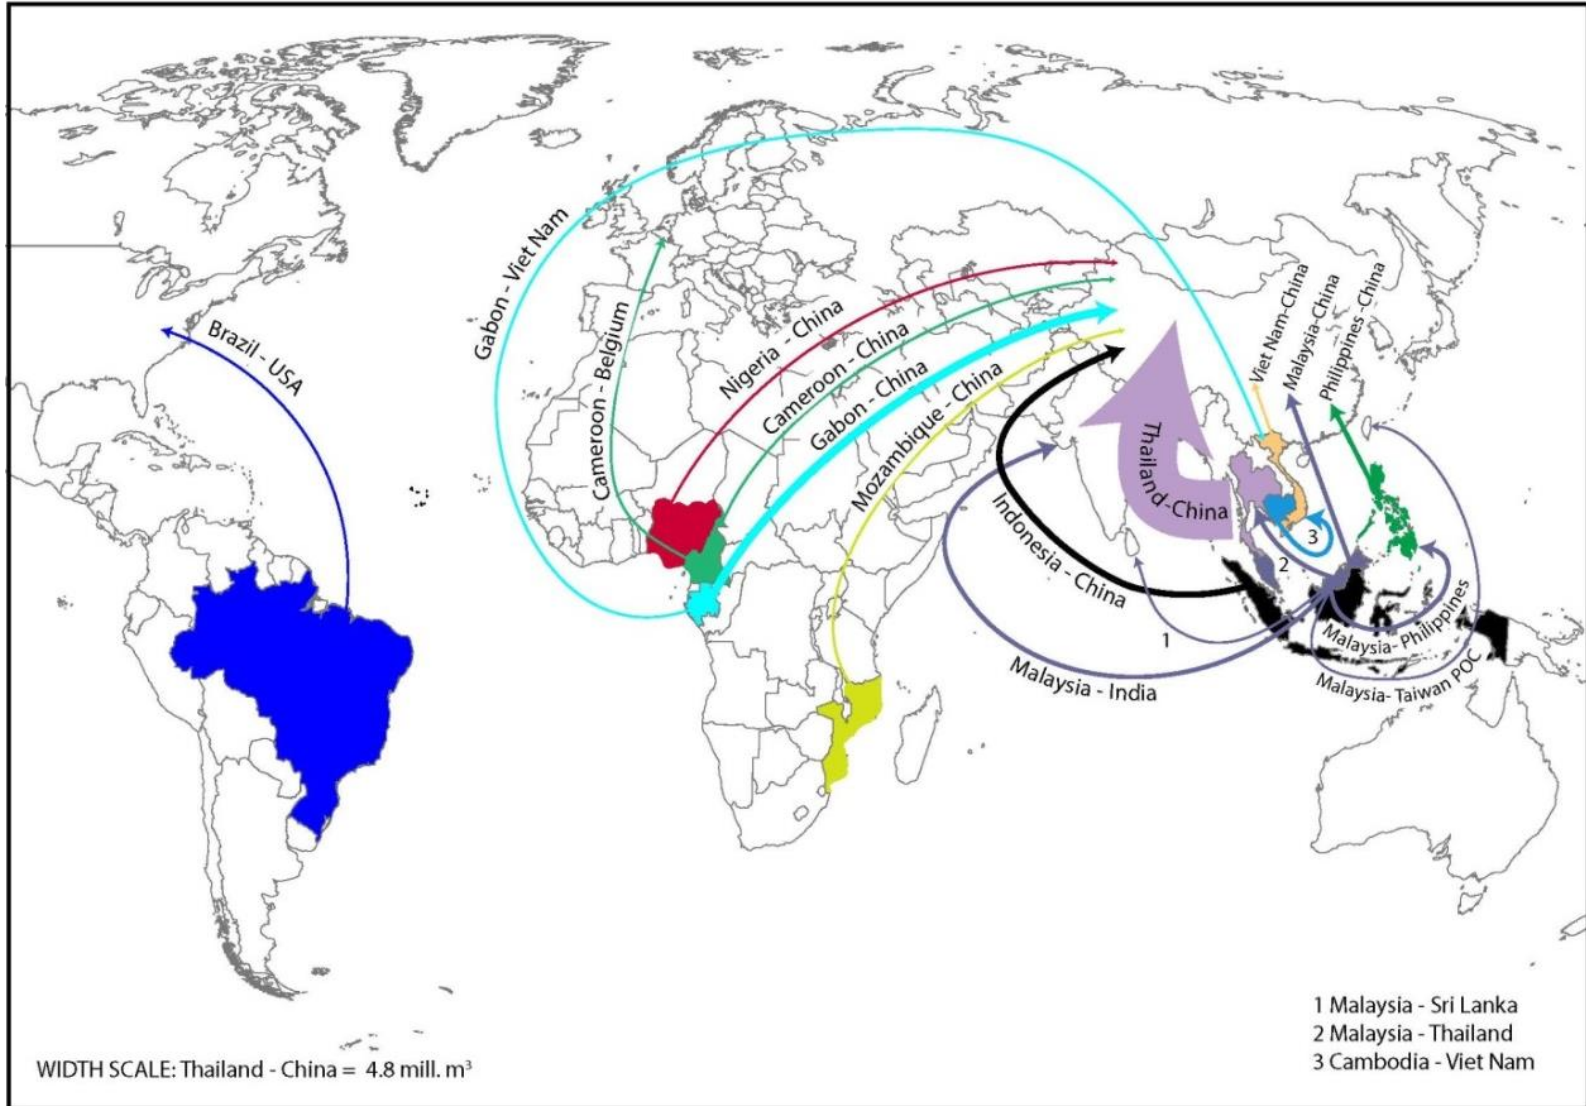 Gabon - Viet Nam
Brazil - USA
Cameroon - Belgium
Nigeria - China
Cameroon - China
Gabon - China
Mozambique - China
Indonesia - China
Thailand-China
Viet Nam-China
Malaysia-China
Philippines - China
3
2
1
Malaysia- Philippines
Malaysia - India
Malaysia- Taiwan POC
1 Malaysia - Sri Lanka
2 Malaysia - Thailand
3 Cambodia - Viet Nam
WIDTH SCALE: Thailand - China = 4.8 mill. m³